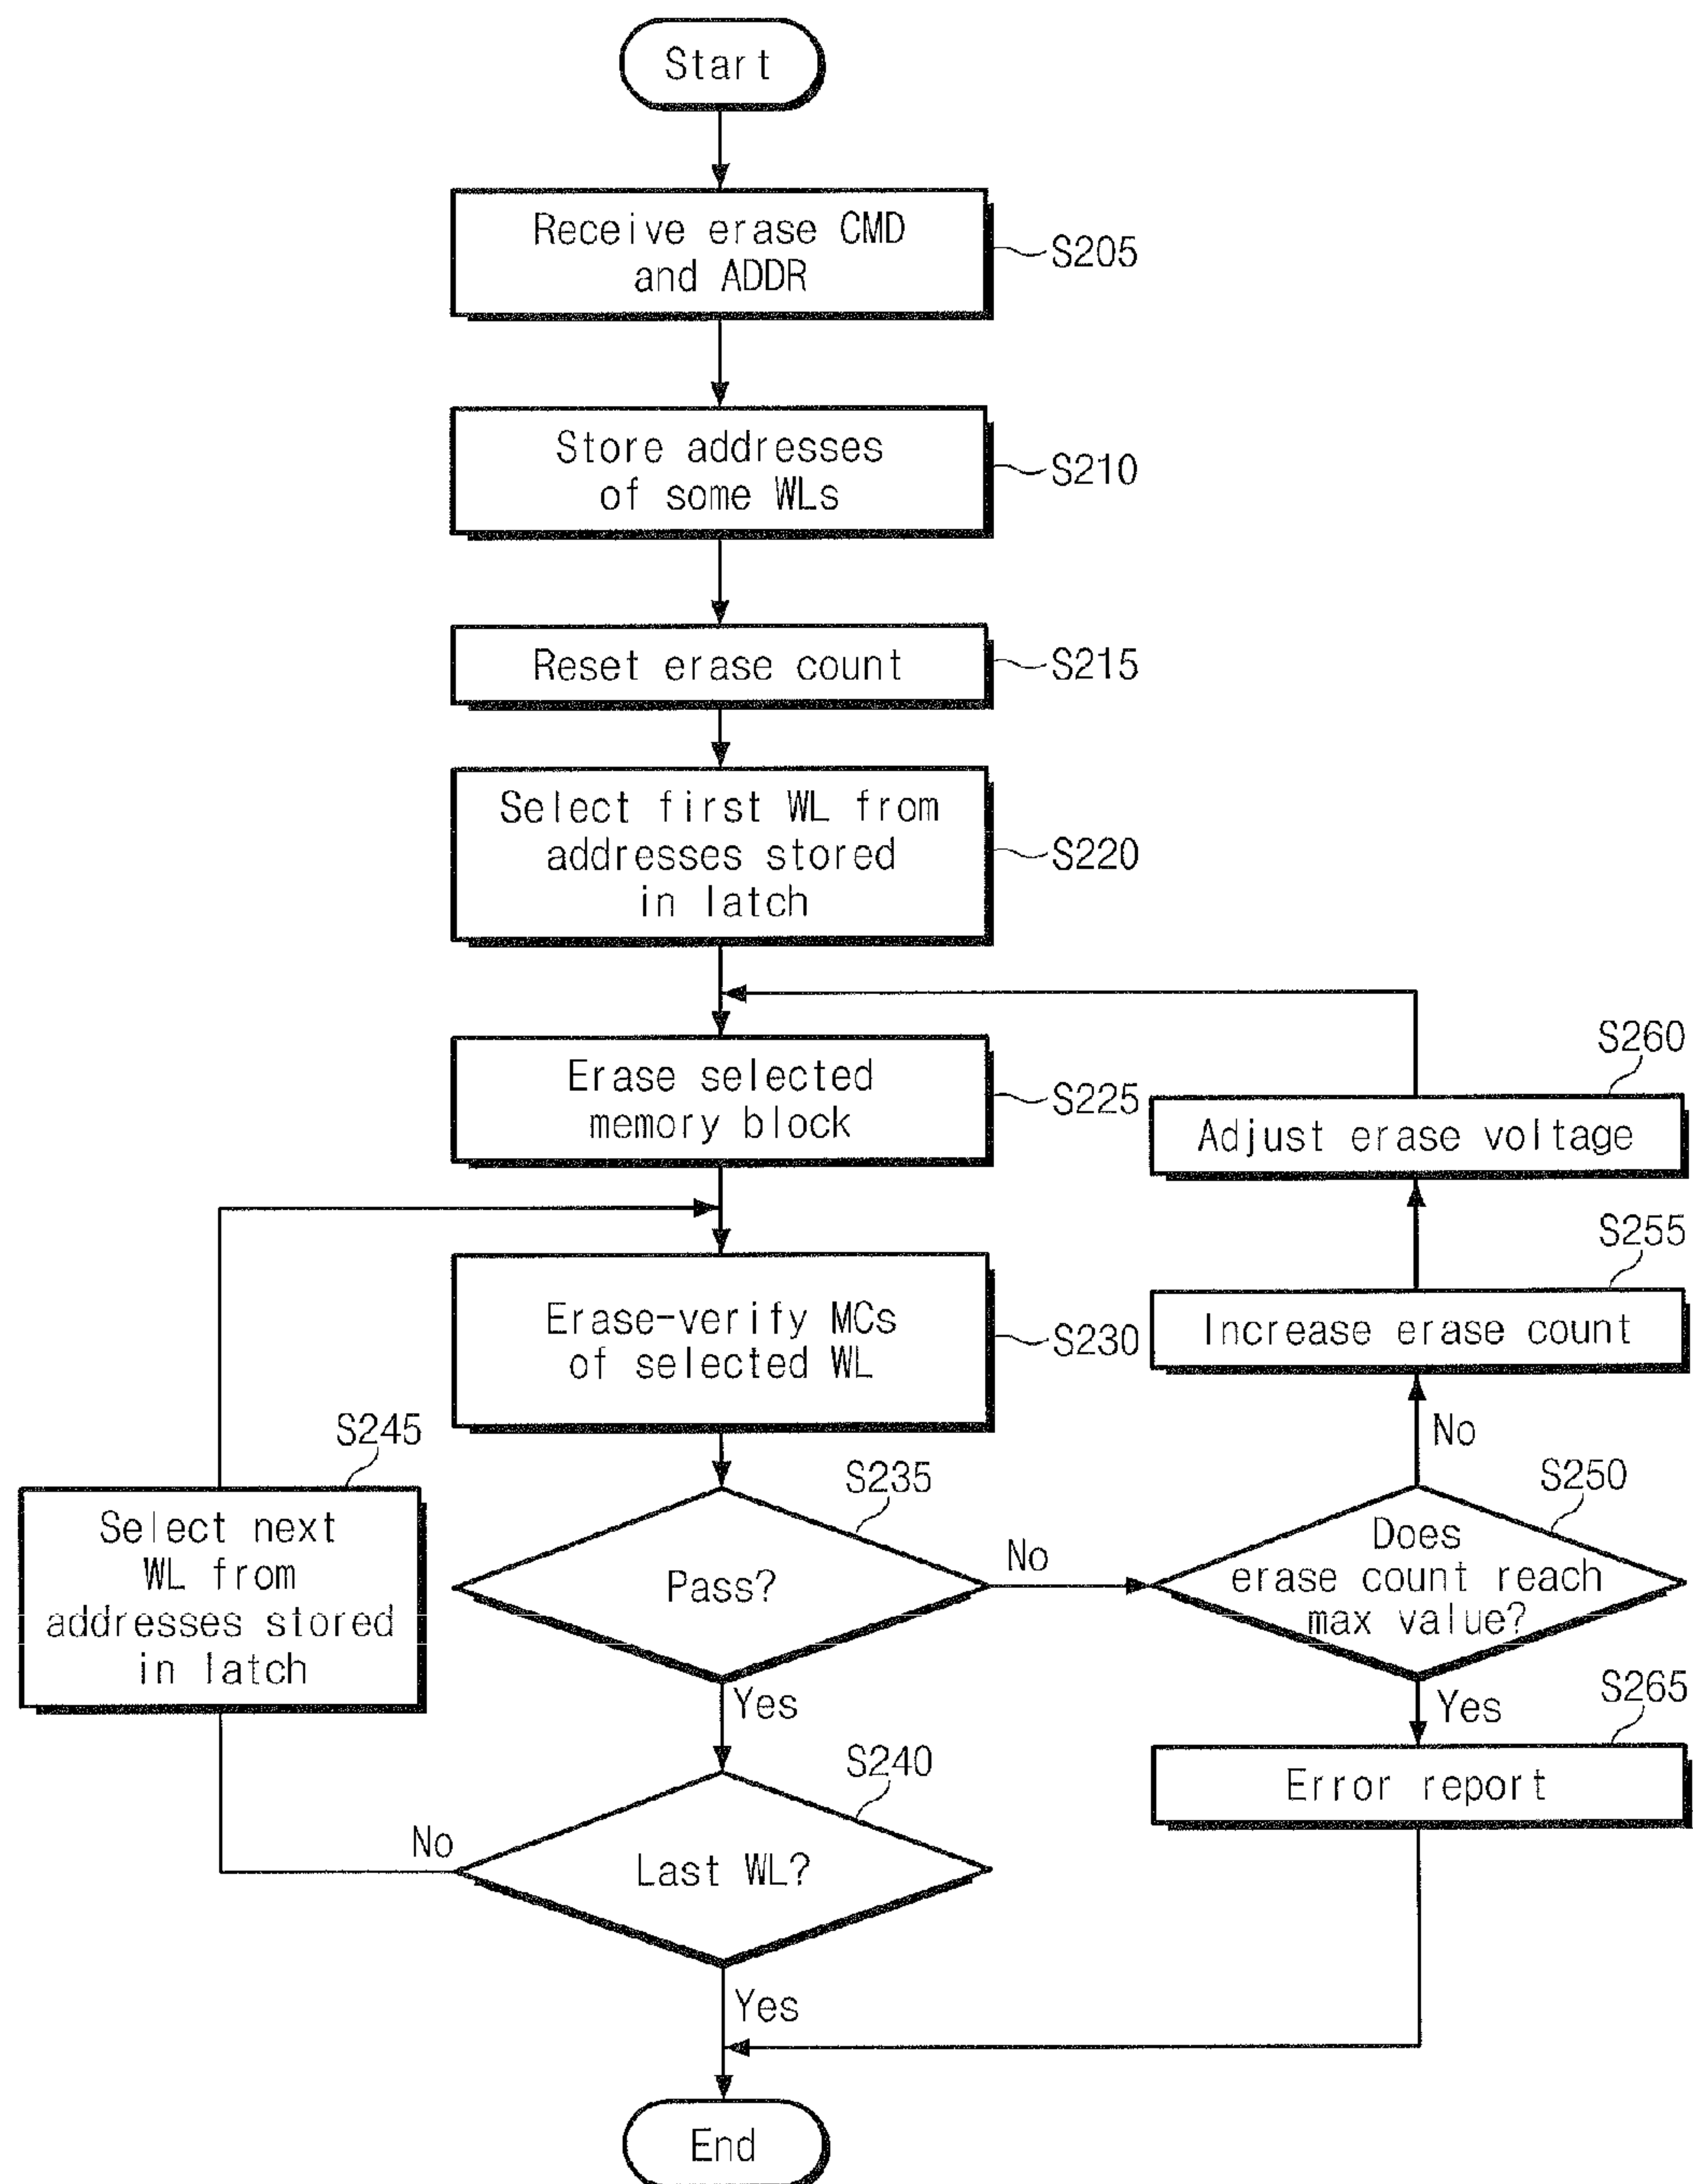 Start
Receive erase CMD
and ADDR
S205
Store addresses
of some WLs
S210
Reset erase count
S215
Select first WL from
addresses stored
in latch
S220
Erase selected
memory block
S225
S260
Adjust erase voltage
S255
Increase erase count
Erase-verify MCs
of selected WL
S230
No
S245
Select next
WL from
addresses stored
in latch
S235
Pass?
No
S250
Does
erase count reach
max value?
Yes
Yes
S265
Error report
S240
Last WL?
No
Yes
End